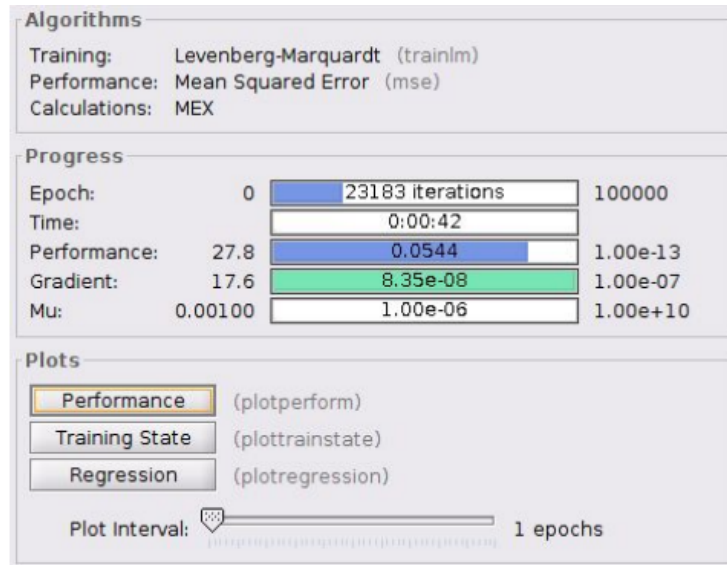 Algorithms
Training: Levenberg-Marquardt (trainlm)
Performance: Mean Squared Error (mse)
Calculations: MEX
Progress
Epoch: 0 23183 iterations 100000
Time: 0:00:42
Performance: 27.8 0.0544 1.00e-13
Gradient: 17.6 8.35e-08 1.00e-07
Mu: 0.00100 1.00e-06 1.00e+10
Plots
Performance (plotperform)
Training State (plottrainstate)
Regression (plotregression)
Plot Interval: 1 epochs